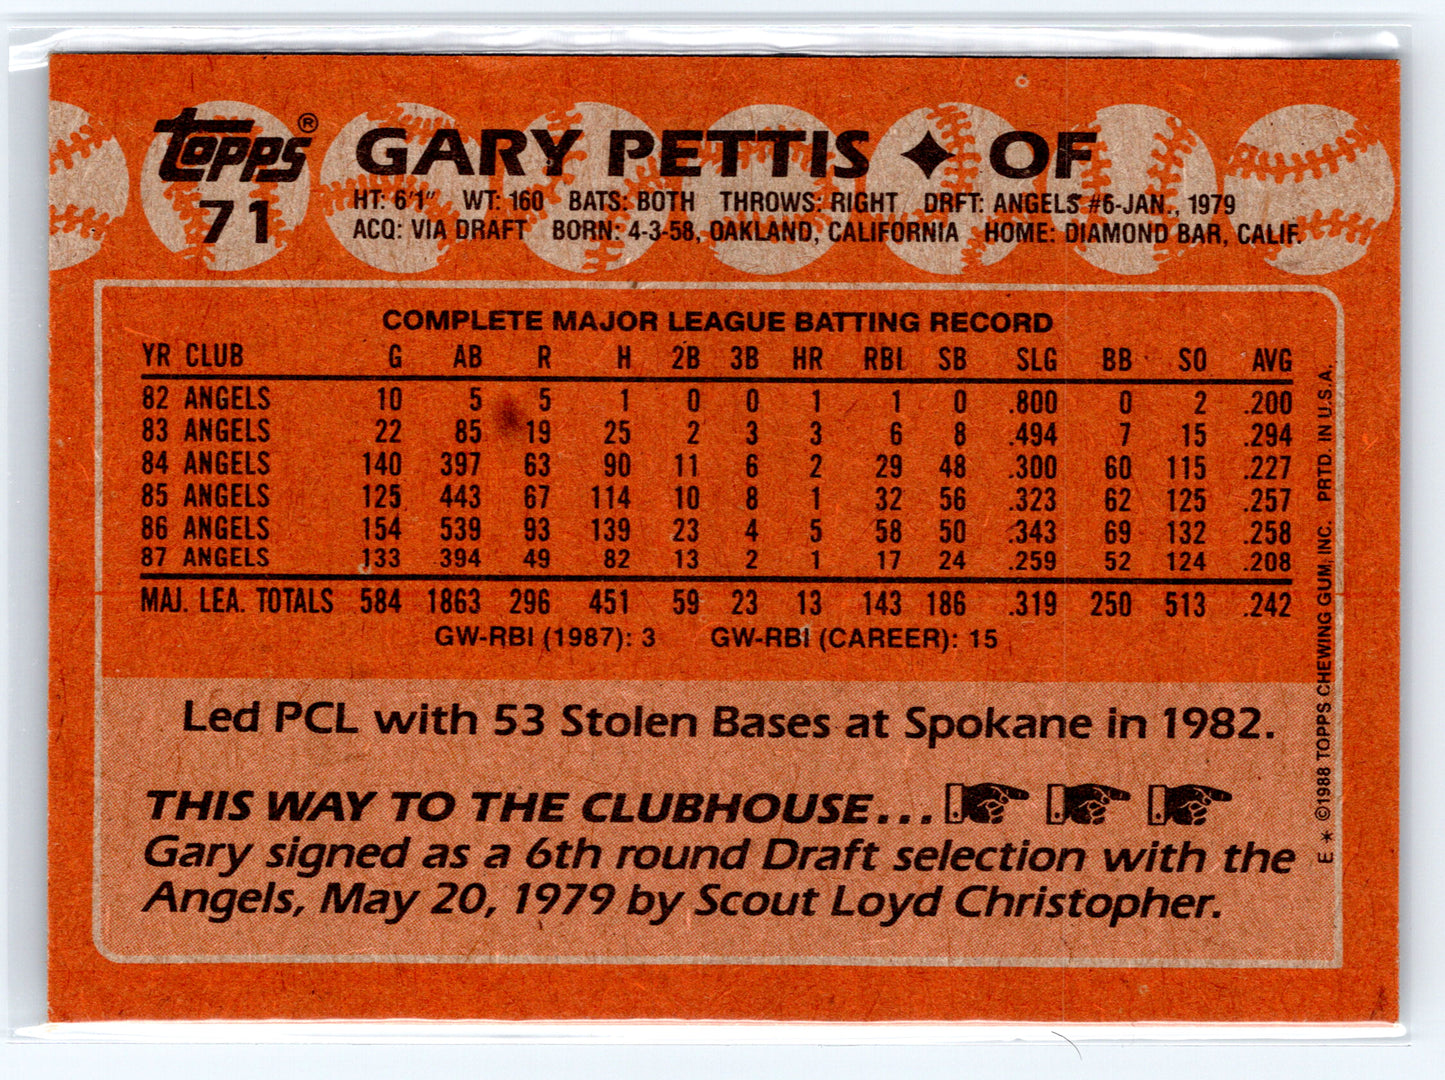 Topps® GARY PETTIS ✦ OF
71
HT: 6'1" WT: 160 BATS: BOTH THROWS: RIGHT DRFT: ANGELS #6-JAN., 1979
ACQ: VIA DRAFT BORN: 4-3-58, OAKLAND, CALIFORNIA HOME: DIAMOND BAR, CALIF.
COMPLETE MAJOR LEAGUE BATTING RECORD
YR CLUB G AB R H 2B 3B HR RBI SB SLG BB SO AVG
82 ANGELS 10 5 5 1 0 0 1 1 0 .800 0 2 .200
83 ANGELS 22 85 19 25 2 3 3 6 8 .494 7 15 .294
84 ANGELS 140 397 63 90 11 6 2 29 48 .300 60 115 .227
85 ANGELS 125 443 67 114 10 8 1 32 56 .323 62 125 .257
86 ANGELS 154 539 93 139 23 4 5 58 50 .343 69 132 .258
87 ANGELS 133 394 49 82 13 2 1 17 24 .259 52 124 .208
MAJ. LEA. TOTALS 584 1863 296 451 59 23 13 143 186 .319 250 513 .242
GW-RBI (1987): 3 GW-RBI (CAREER): 15
Led PCL with 53 Stolen Bases at Spokane in 1982.
THIS WAY TO THE CLUBHOUSE...
Gary signed as a 6th round Draft selection with the
Angels, May 20, 1979 by Scout Loyd Christopher.
E * ©1988 TOPPS CHEWING GUM, INC. PRTD. IN U.S.A.